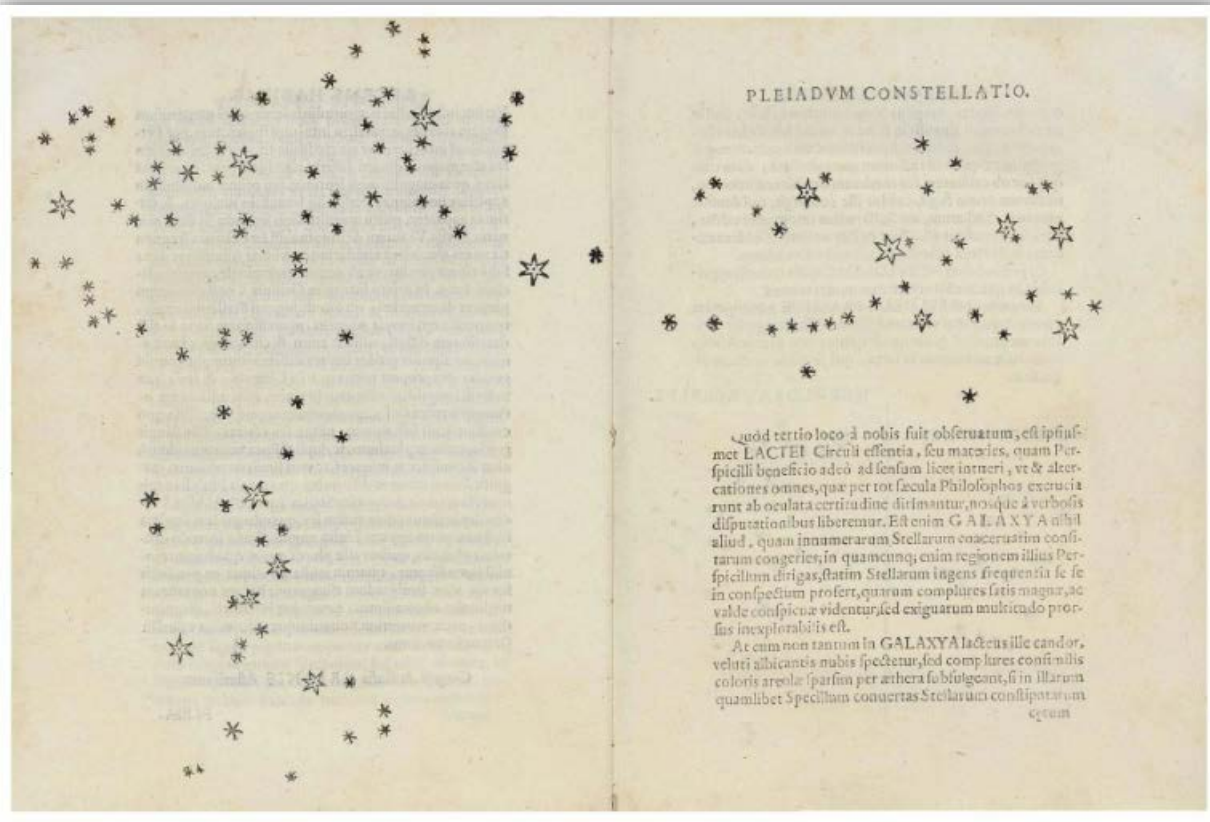 PLEIADVM CONSTELLATIO.
Quòd tertio loco à nobis fuit obseruatum, est ipsius-
met LACTEI Circuli essentia, seu materies, quam Per-
spicilli beneficio adeò ad sensum licet intueri, vt & alter-
cationes omnes, quæ per tot sæcula Philosophos excrucia
runt ab oculata certitudine dirimantur, nosque à verbosis
disputationibus liberemur. Est enim GALAXYA nihil
aliud, quam innumerarum Stellarum coaceruatim consi-
tarum congeries; in quamcunq; enim regionem illius Per-
spicillum dirigas, statim Stellarum ingens frequentia se se
in conspectum profert, quarum complures satis magnæ, ac
valde conspicuæ videntur, sed exiguarum multitudo pror-
sus inexplorabilis est.
At cum non tantum in GALAXYA lacteus ille candor,
veluti albicantis nubis spectetur, sed complures consimilis
coloris areolæ sparsim per æthera subfulgeant, si in illarum
quamlibet Specillum conuertas Stellarum constipatarum
cętum